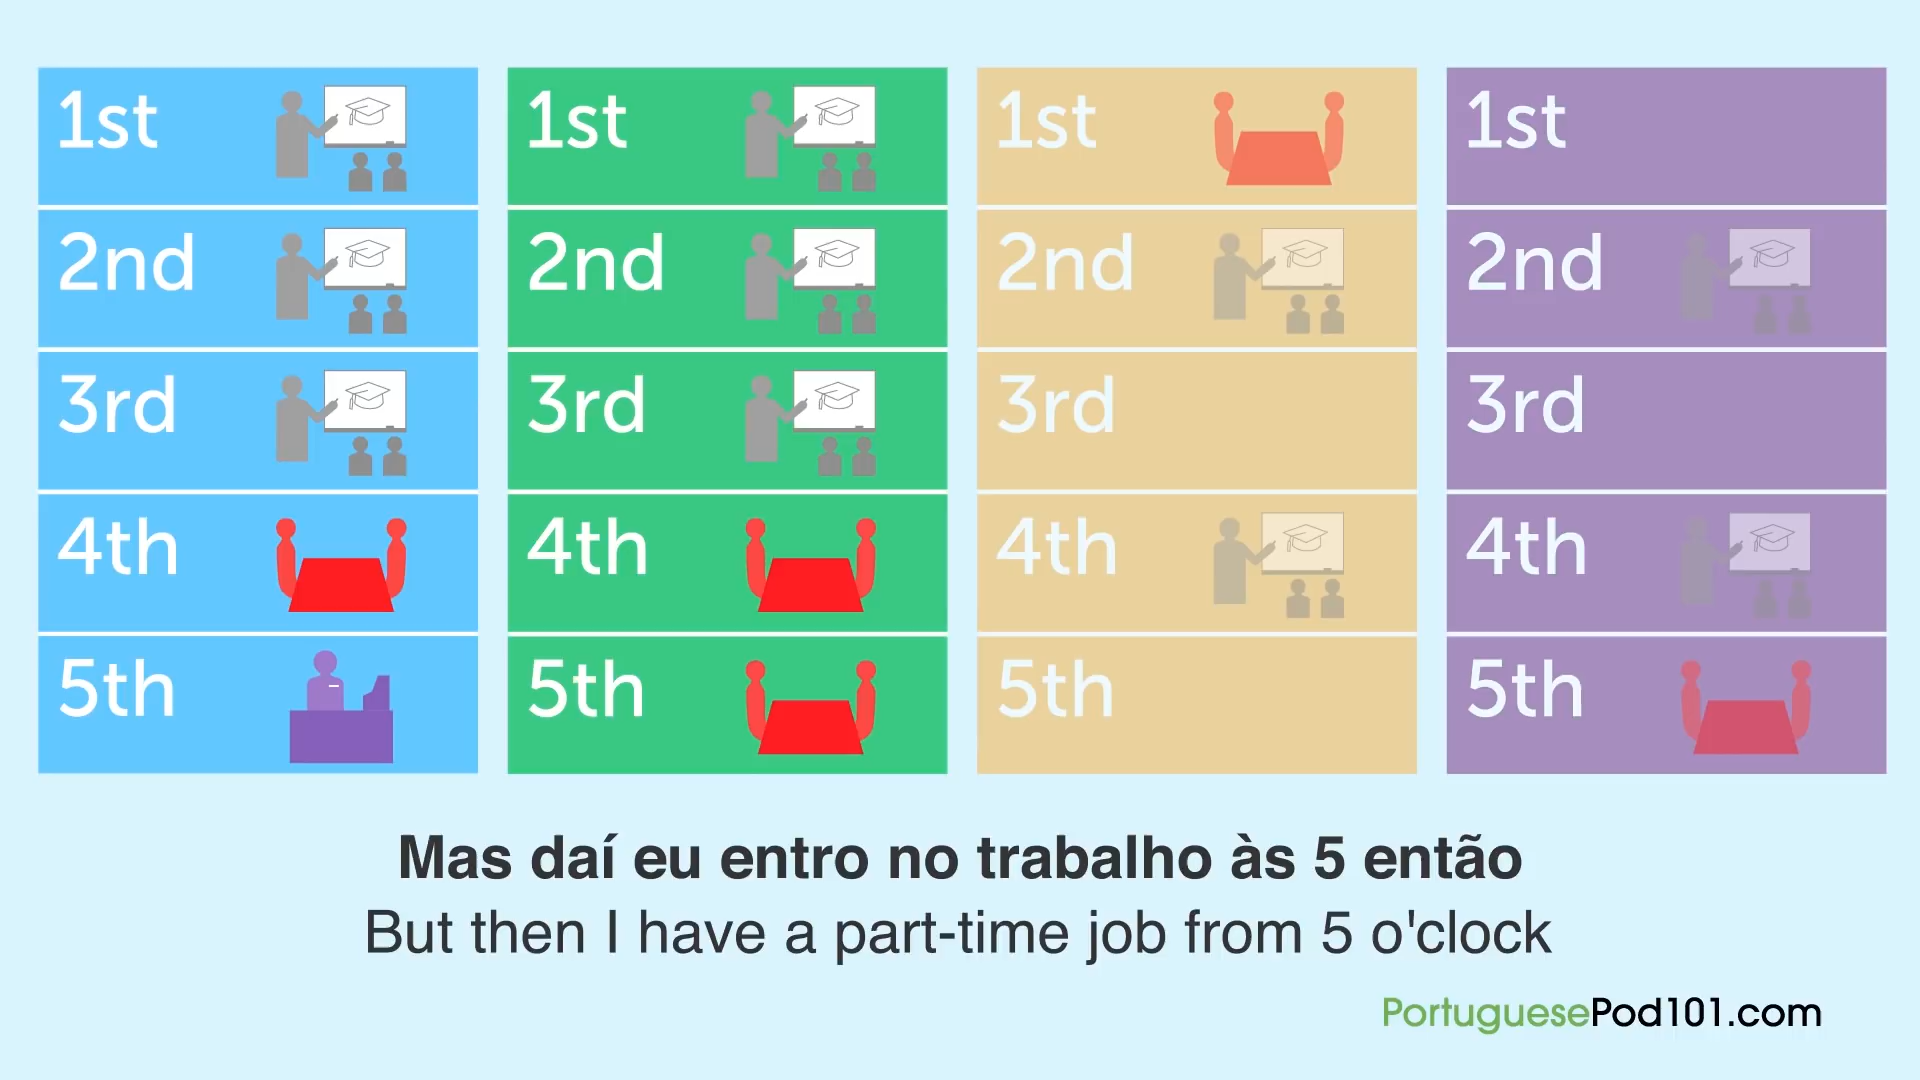 1st
2nd
3rd
4th
5th
1st
2nd
3rd
4th
5th
1st
2nd
3rd
4th
5th
1st
2nd
3rd
4th
5th
Mas daí eu entro no trabalho às 5 então
But then I have a part-time job from 5 o'clock
PortuguesePod101.com